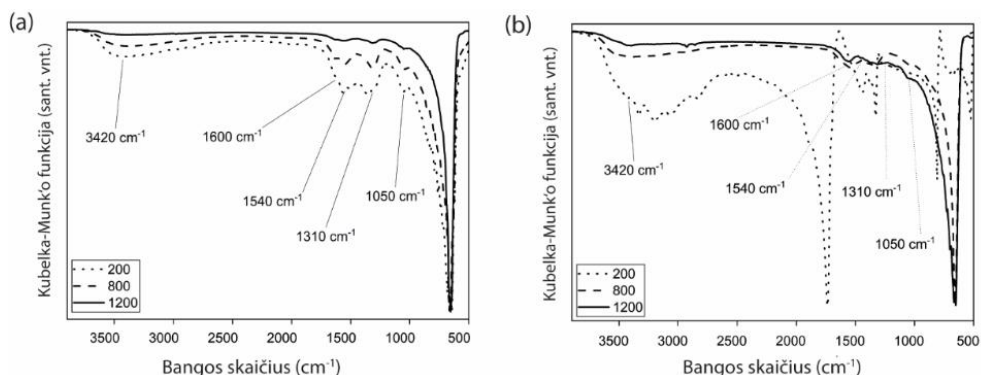 (a)
Kubelka-Munk'o funkcija (sant. vnt.)
3420 cm⁻¹
1600 cm⁻¹
1540 cm⁻¹
1310 cm⁻¹
1050 cm⁻¹
200
800
1200
3500 3000 2500 2000 1500 1000 500
Bangos skaičius (cm⁻¹)
(b)
Kubelka-Munk'o funkcija (sant. vnt.)
3420 cm⁻¹
1600 cm⁻¹
1540 cm⁻¹
1310 cm⁻¹
1050 cm⁻¹
200
800
1200
3500 3000 2500 2000 1500 1000 500
Bangos skaičius (cm⁻¹)